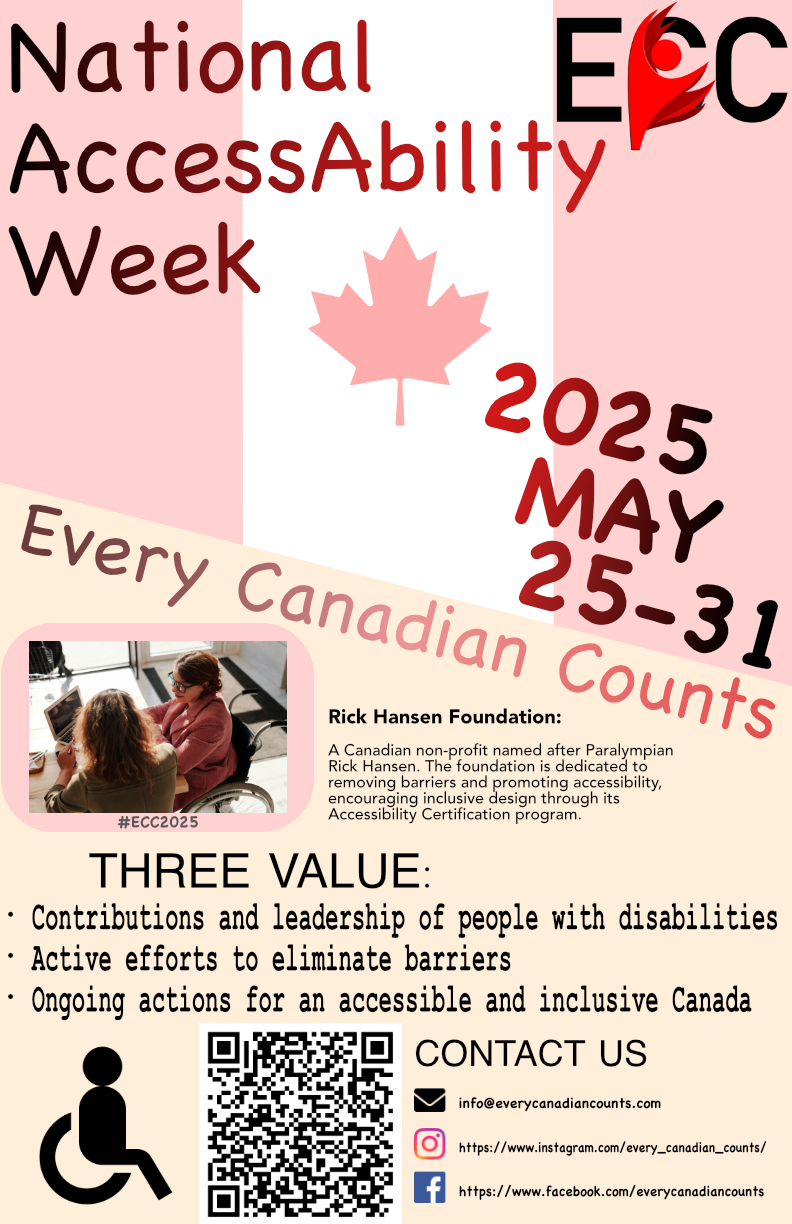 National
AccessAbility
Week
ECC
2025
MAY
25-31
Every Canadian Counts
#ECC2025
Rick Hansen Foundation:
A Canadian non-profit named after Paralympian
Rick Hansen. The foundation is dedicated to
removing barriers and promoting accessibility,
encouraging inclusive design through its
Accessibility Certification program.
THREE VALUE:
· Contributions and leadership of people with disabilities
· Active efforts to eliminate barriers
· Ongoing actions for an accessible and inclusive Canada
CONTACT US
info@everycanadiancounts.com
https://www.instagram.com/every_canadian_counts/
https://www.facebook.com/everycanadiancounts